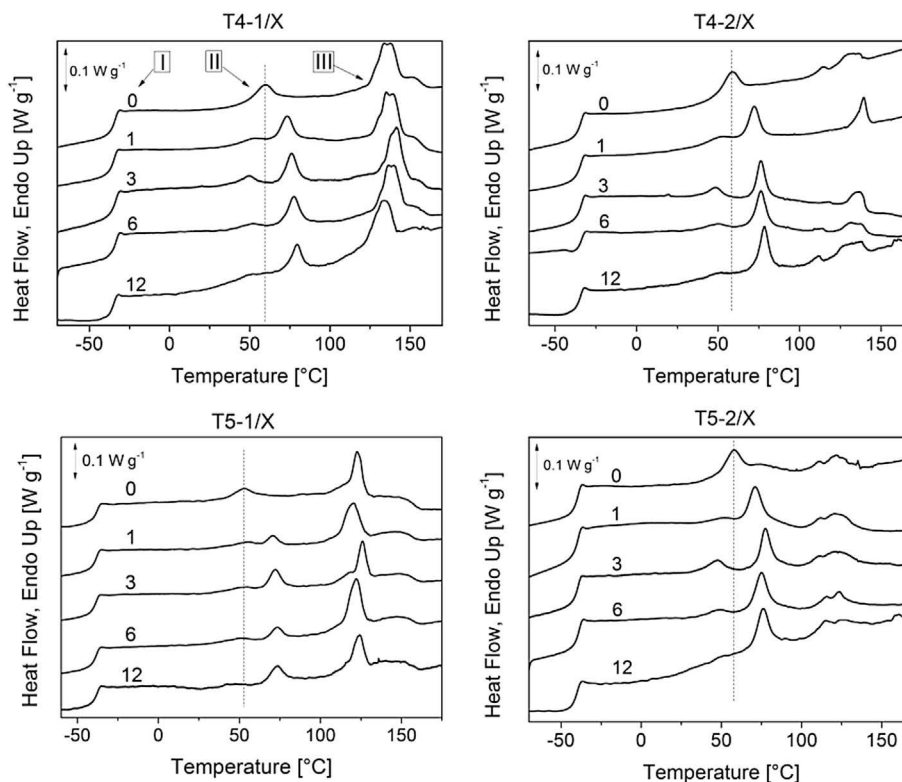 T4-1/X
0.1 W g⁻¹
I
II
III
0
1
3
6
12
Heat Flow, Endo Up [W g⁻¹]
-50
0
50
100
150
Temperature [°C]
T4-2/X
0.1 W g⁻¹
0
1
3
6
12
Heat Flow, Endo Up [W g⁻¹]
-50
0
50
100
150
Temperature [°C]
T5-1/X
0.1 W g⁻¹
0
1
3
6
12
Heat Flow, Endo Up [W g⁻¹]
-50
0
50
100
150
Temperature [°C]
T5-2/X
0.1 W g⁻¹
0
1
3
6
12
Heat Flow, Endo Up [W g⁻¹]
-50
0
50
100
150
Temperature [°C]